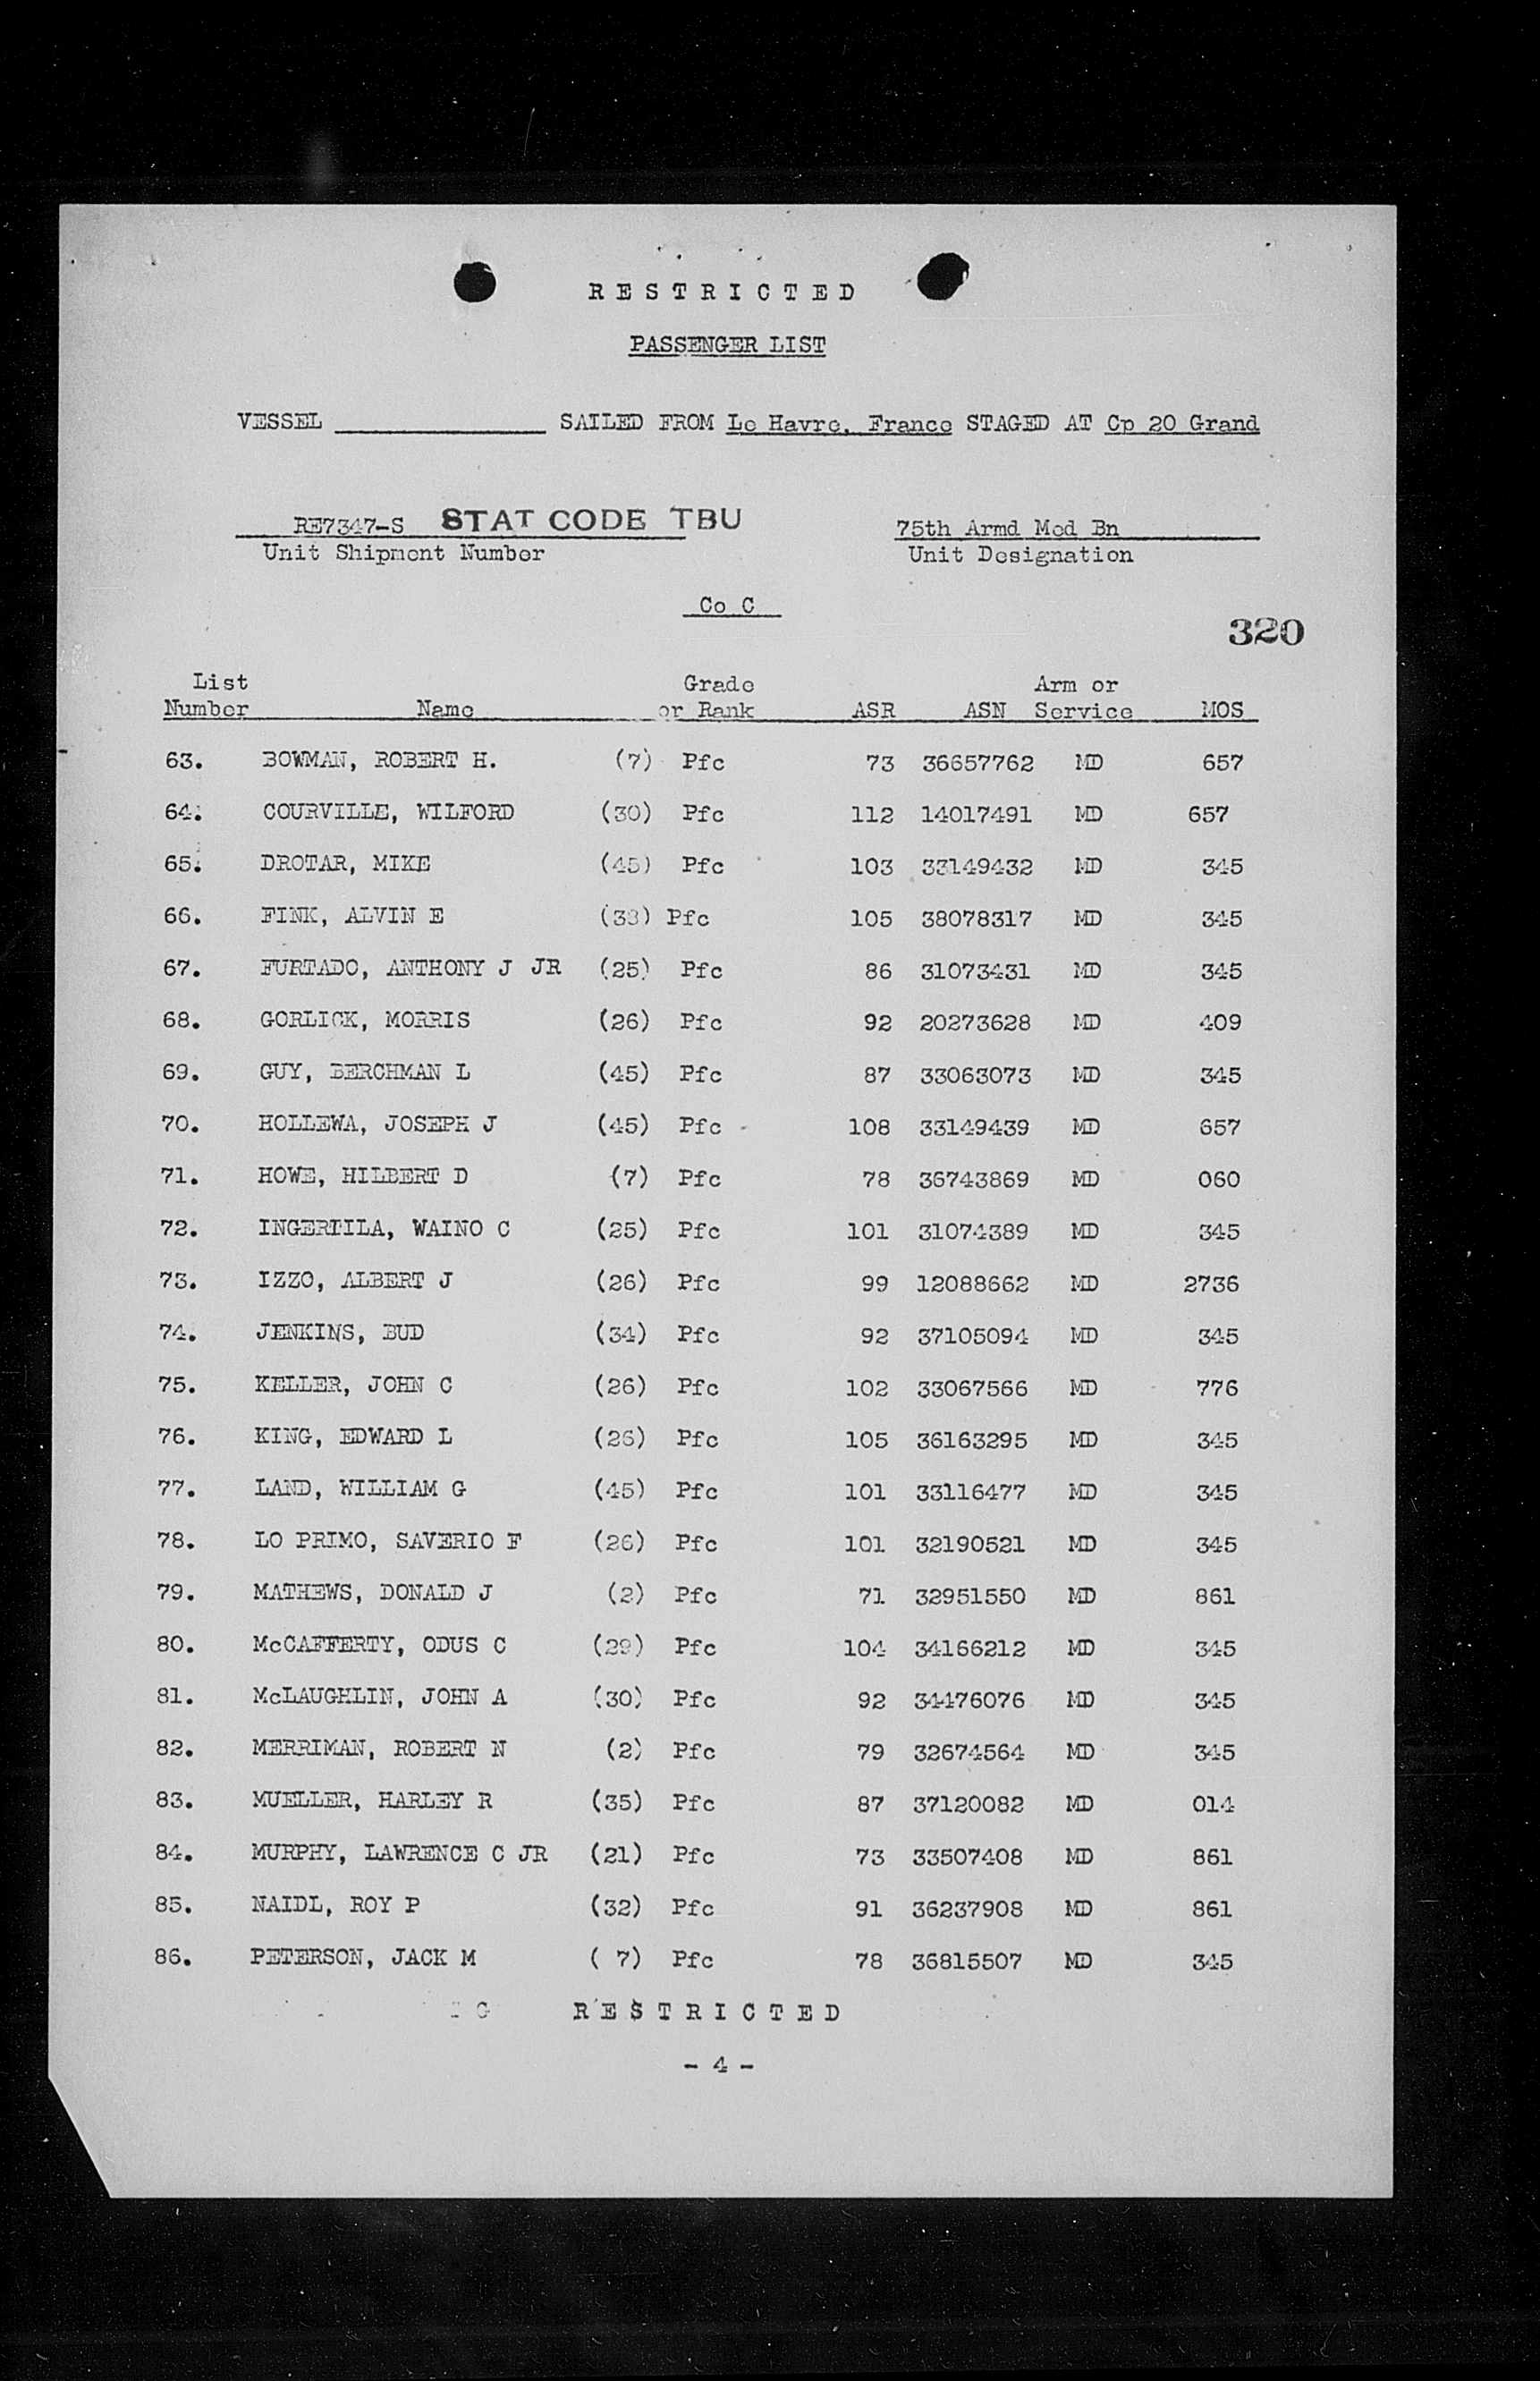 RESTRICTED
PASSENGER LIST
VESSEL ______________ SAILED FROM Le Havre, France STAGED AT Cp 20 Grand
RE7347-S STAT CODE TBU 75th Armd Med Bn
Unit Shipment Number Unit Designation
Co C
320
List Grade Arm or
Number Name or Rank ASR ASN Service MOS
63. BOWMAN, ROBERT H. (7) Pfc 73 36657762 MD 657
64. COURVILLE, WILFORD (30) Pfc 112 14017491 MD 657
65. DROTAR, MIKE (45) Pfc 103 33149432 MD 345
66. FINK, ALVIN E (38) Pfc 105 38078317 MD 345
67. FURTADO, ANTHONY J JR (25) Pfc 86 31073431 MD 345
68. GORLICK, MORRIS (26) Pfc 92 20273628 MD 409
69. GUY, BERCHMAN L (45) Pfc 87 33063073 MD 345
70. HOLLEWA, JOSEPH J (45) Pfc 108 33149439 MD 657
71. HOWE, HILBERT D (7) Pfc 78 36743869 MD 060
72. INGERTILA, WAINO C (25) Pfc 101 31074389 MD 345
73. IZZO, ALBERT J (26) Pfc 99 12088662 MD 2736
74. JENKINS, BUD (34) Pfc 92 37105094 MD 345
75. KELLER, JOHN C (26) Pfc 102 33067566 MD 776
76. KING, EDWARD L (26) Pfc 105 36163295 MD 345
77. LAND, WILLIAM G (45) Pfc 101 33116477 MD 345
78. LO PRIMO, SAVERIO F (26) Pfc 101 32190521 MD 345
79. MATHEWS, DONALD J (2) Pfc 71 32951550 MD 861
80. McCAFFERTY, ODUS C (29) Pfc 104 34166212 MD 345
81. McLAUGHLIN, JOHN A (30) Pfc 92 34476076 MD 345
82. MERRIMAN, ROBERT N (2) Pfc 79 32674564 MD 345
83. MUELLER, HARLEY R (35) Pfc 87 37120082 MD 014
84. MURPHY, LAWRENCE C JR (21) Pfc 73 33507408 MD 861
85. NAIDL, ROY P (32) Pfc 91 36237908 MD 861
86. PETERSON, JACK M ( 7) Pfc 78 36815507 MD 345
RESTRICTED
- 4 -